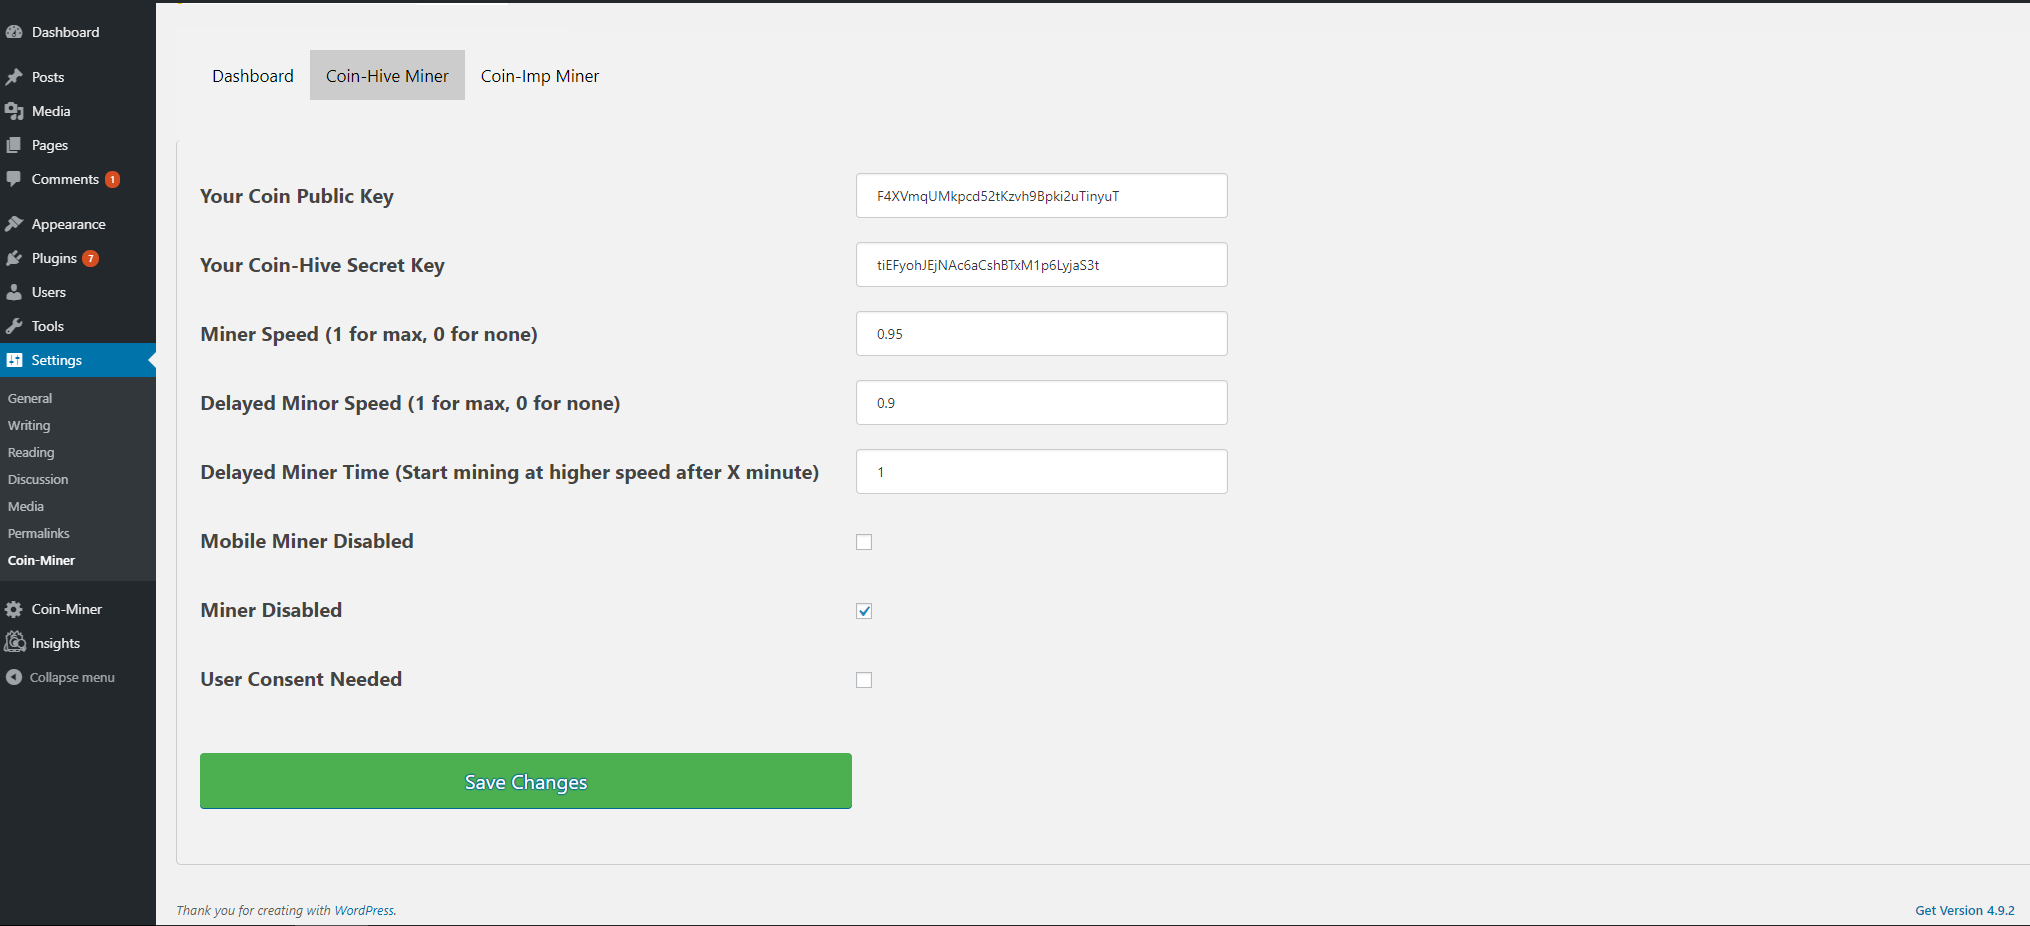 Dashboard
Posts
Media
Pages
Comments 1
Appearance
Plugins 7
Users
Tools
Settings
General
Writing
Reading
Discussion
Media
Permalinks
Coin-Miner
Coin-Miner
Insights
Collapse menu
Dashboard Coin-Hive Miner Coin-Imp Miner
Your Coin Public Key F4XVmqUMkpcd52tKzvh9Bpki2uTinyuT
Your Coin-Hive Secret Key tiEFyohJEjNAc6aCshBTxM1p6LyjaS3t
Miner Speed (1 for max, 0 for none) 0.95
Delayed Minor Speed (1 for max, 0 for none) 0.9
Delayed Miner Time (Start mining at higher speed after X minute) 1
Mobile Miner Disabled
Miner Disabled
User Consent Needed
Save Changes
Thank you for creating with WordPress.
Get Version 4.9.2